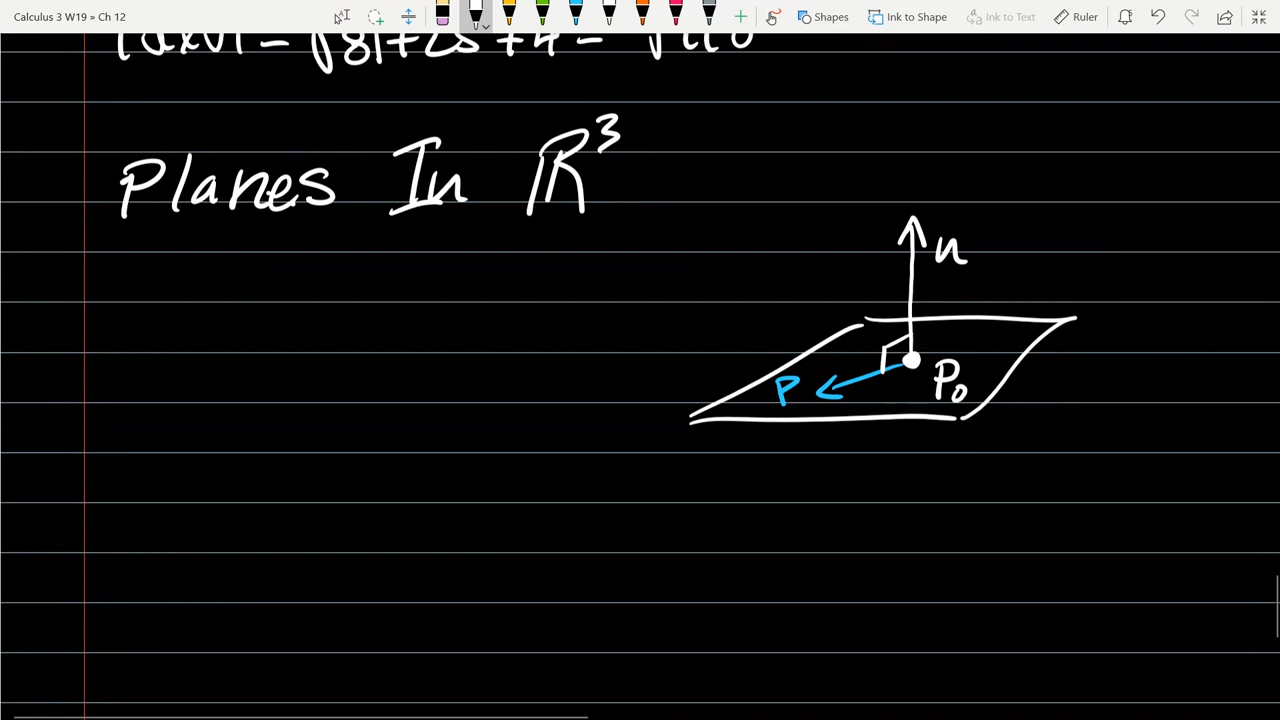 Calculus 3 W19 » Ch 12
Shapes
Ink to Shape
Ink to Text
Ruler
Planes In ℝ³
n
P
P₀